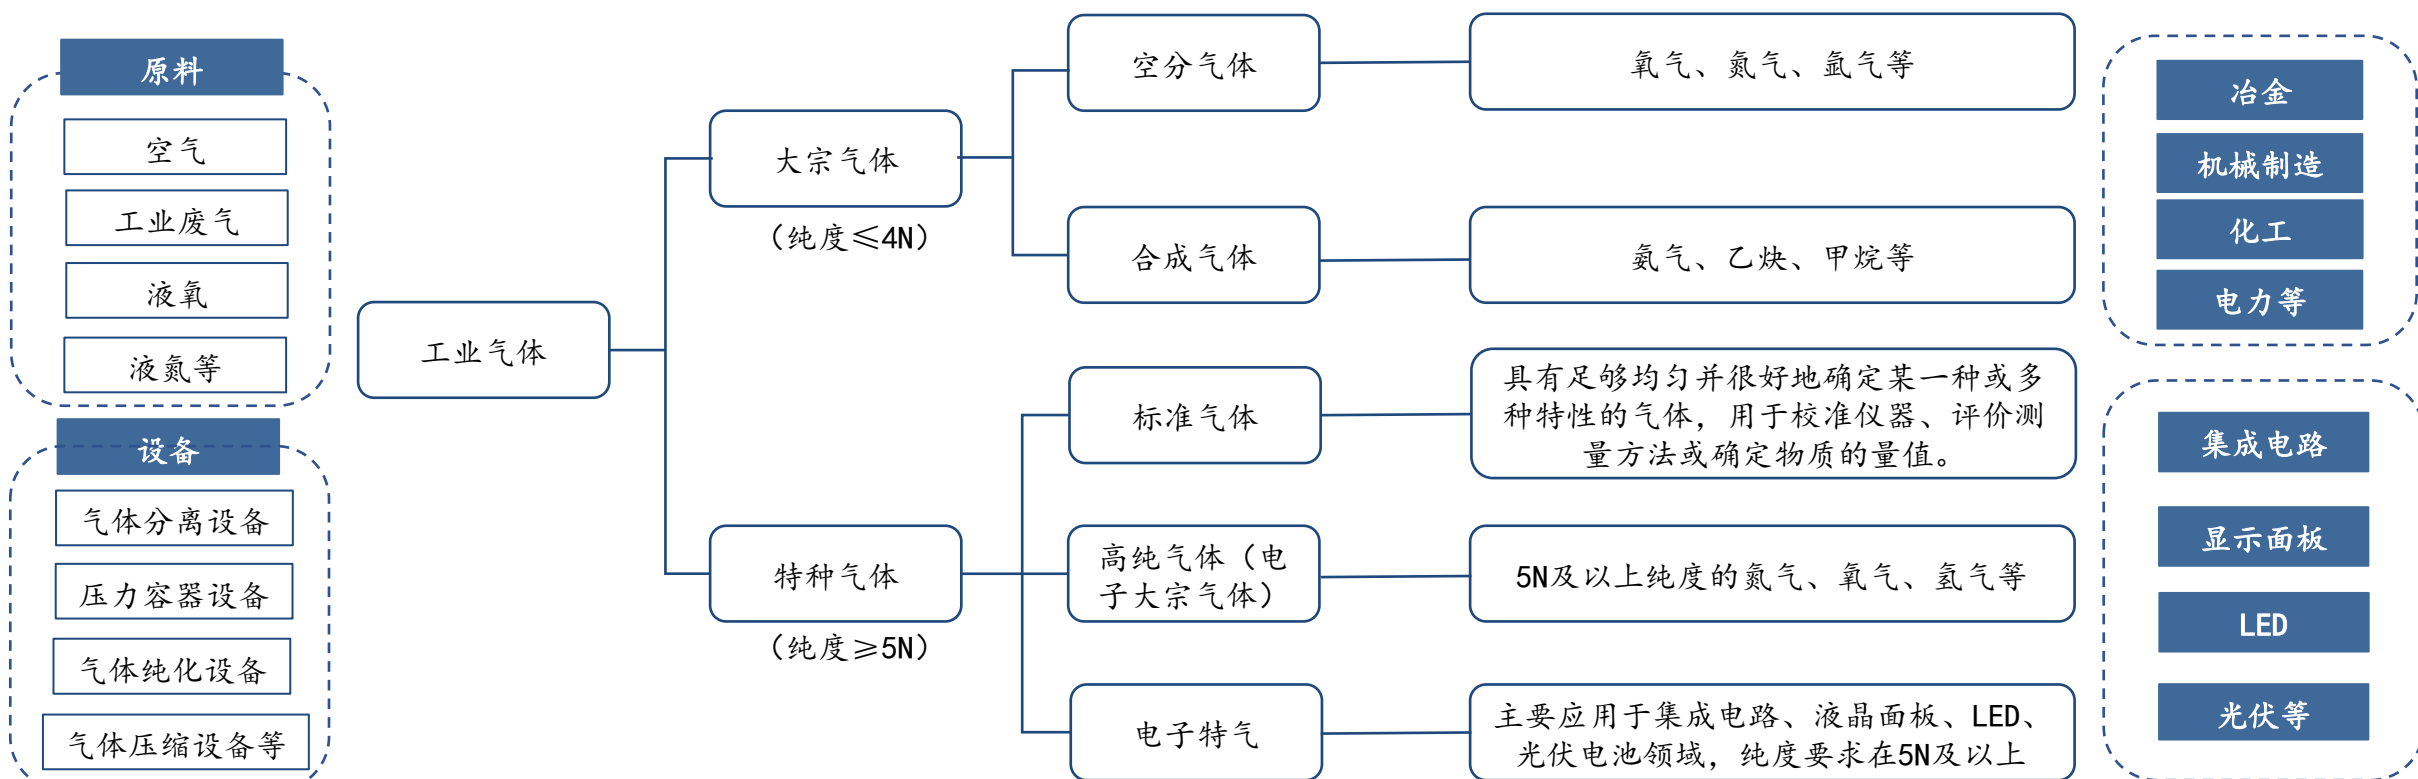 原料
空气
工业废气
液氧
液氮等
设备
气体分离设备
压力容器设备
气体纯化设备
气体压缩设备等
工业气体
大宗气体
（纯度≤4N）
空分气体
氧气、氮气、氩气等
合成气体
氨气、乙炔、甲烷等
特种气体
（纯度≥5N）
标准气体
具有足够均匀并很好地确定某一种或多
种特性的气体，用于校准仪器、评价测
量方法或确定物质的量值。
高纯气体（电
子大宗气体）
5N及以上纯度的氮气、氧气、氢气等
电子特气
主要应用于集成电路、液晶面板、LED、
光伏电池领域，纯度要求在5N及以上
冶金
机械制造
化工
电力等
集成电路
显示面板
LED
光伏等